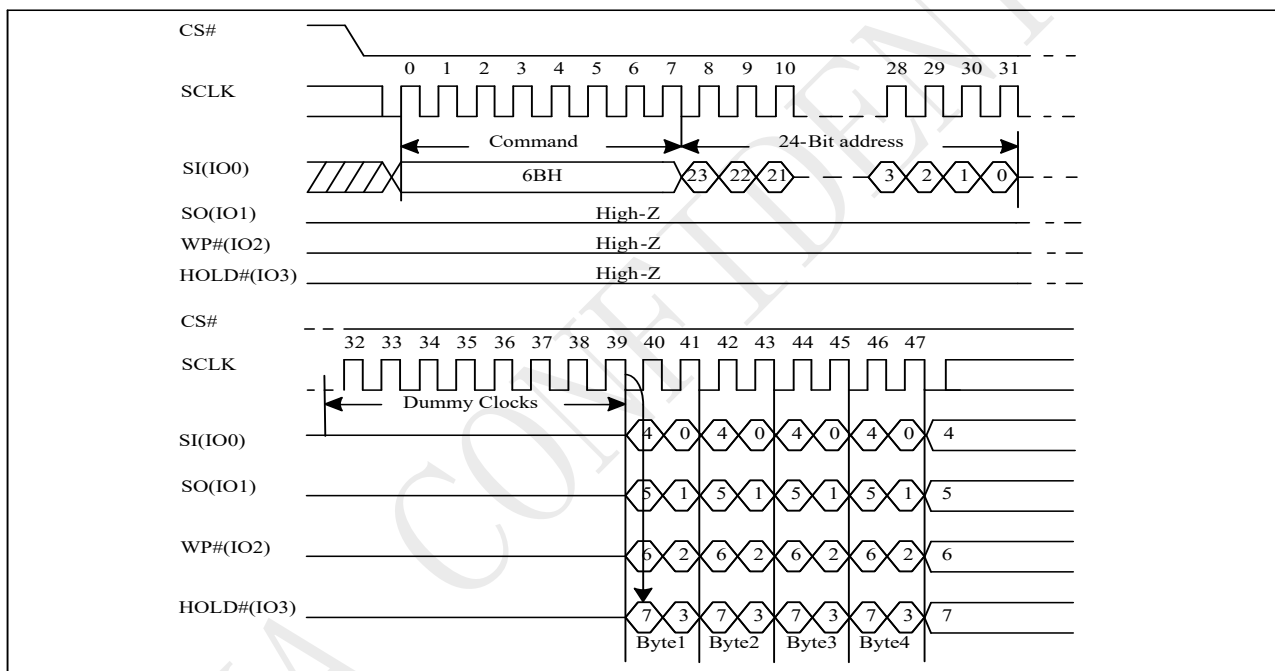 CS#
0 1 2 3 4 5 6 7 8 9 10 28 29 30 31
SCLK
Command 24-Bit address
SI(IO0) 6BH 23 22 21 3 2 1 0
SO(IO1) High-Z
WP#(IO2) High-Z
HOLD#(IO3) High-Z
CS#
32 33 34 35 36 37 38 39 40 41 42 43 44 45 46 47
SCLK
Dummy Clocks
SI(IO0) 4 0 4 0 4 0 4 0 4
SO(IO1) 5 1 5 1 5 1 5 1 5
WP#(IO2) 6 2 6 2 6 2 6 2 6
HOLD#(IO3) 7 3 7 3 7 3 7 3 7
Byte1 Byte2 Byte3 Byte4